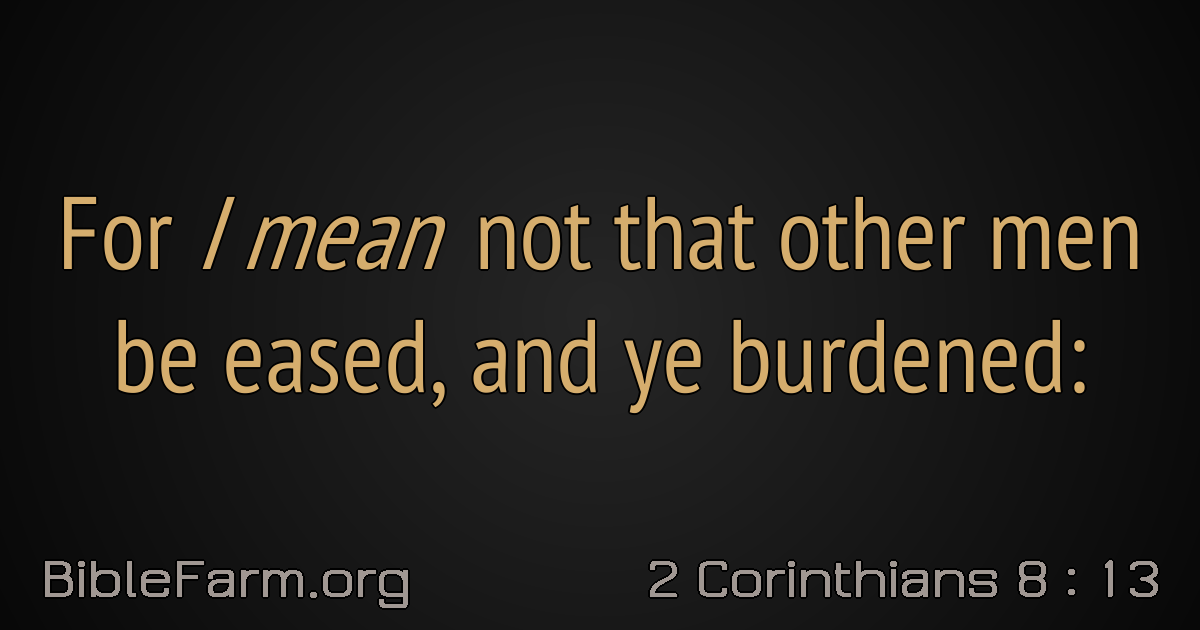 For I mean not that other men
be eased, and ye burdened:
BibleFarm.org
2 Corinthians 8 : 13